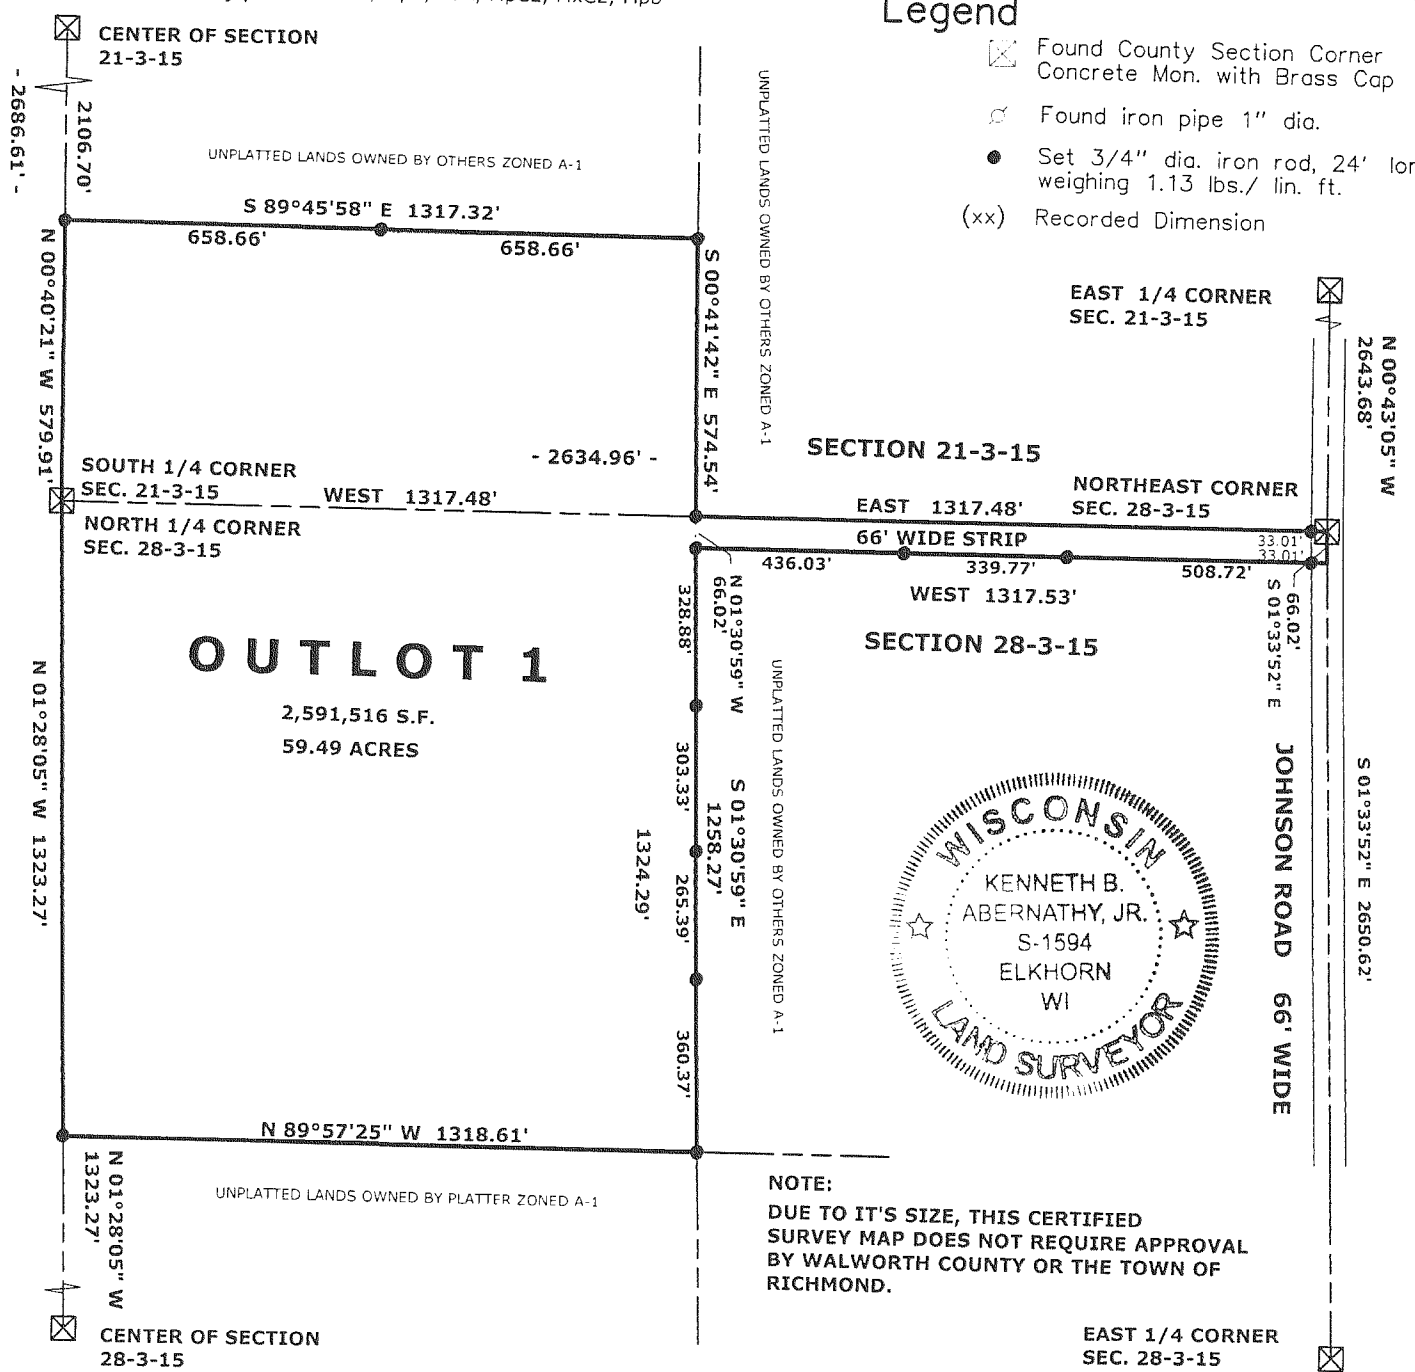 Legend
Found County Section Corner
Concrete Mon. with Brass Cap
Found iron pipe 1" dia.
Set 3/4" dia. iron rod, 24' lor
weighing 1.13 lbs./ lin. ft.
(xx) Recorded Dimension
CENTER OF SECTION
21-3-15
- 2686.61' -
2106.70'
UNPLATTED LANDS OWNED BY OTHERS ZONED A-1
S 89°45'58" E 1317.32'
658.66'
658.66'
N 00°40'21" W 579.91'
S 00°41'42" E 574.54'
UNPLATTED LANDS OWNED BY OTHERS ZONED A-1
EAST 1/4 CORNER
SEC. 21-3-15
N 00°43'05" W
2643.68'
SECTION 21-3-15
- 2634.96' -
SOUTH 1/4 CORNER
SEC. 21-3-15
WEST 1317.48'
NORTH 1/4 CORNER
SEC. 28-3-15
NORTHEAST CORNER
SEC. 28-3-15
EAST 1317.48'
66' WIDE STRIP
33.01'
33.01'
436.03'
339.77'
508.72'
WEST 1317.53'
66.02'
S 01°33'52" E
N 01°30'59" W
66.02'
328.88'
SECTION 28-3-15
OUTLOT 1
2,591,516 S.F.
59.49 ACRES
N 01°28'05" W 1323.27'
303.33'
S 01°30'59" E
1258.27'
1324.29'
265.39'
360.37'
UNPLATTED LANDS OWNED BY OTHERS ZONED A-1
WISCONSIN
KENNETH B.
ABERNATHY, JR.
S-1594
ELKHORN
WI
LAND SURVEYOR
JOHNSON ROAD 66' WIDE
S 01°33'52" E 2650.62'
N 89°57'25" W 1318.61'
N 01°28'05" W
1323.27'
UNPLATTED LANDS OWNED BY PLATTER ZONED A-1
NOTE:
DUE TO IT'S SIZE, THIS CERTIFIED
SURVEY MAP DOES NOT REQUIRE APPROVAL
BY WALWORTH COUNTY OR THE TOWN OF
RICHMOND.
CENTER OF SECTION
28-3-15
EAST 1/4 CORNER
SEC. 28-3-15